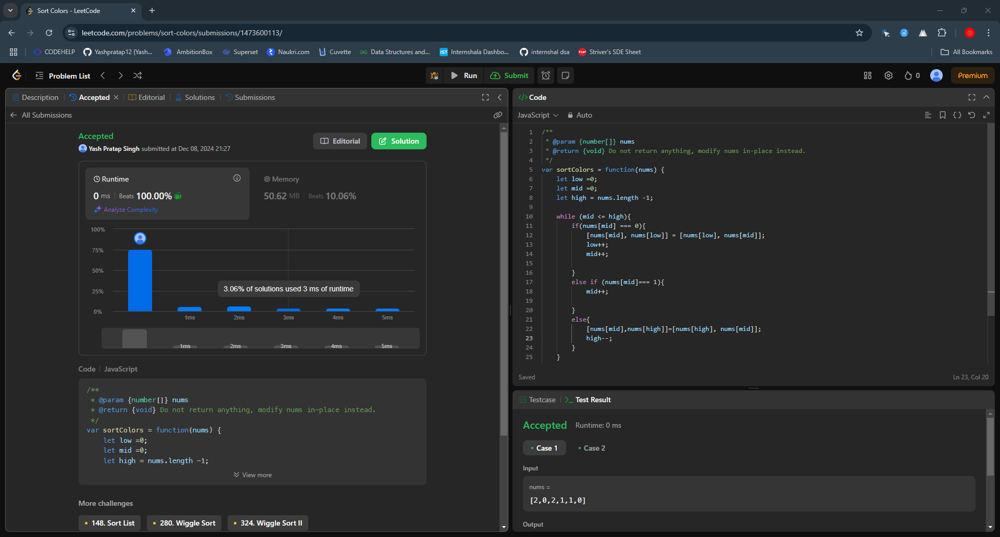 Sort Colors - LeetCode
leetcode.com/problems/sort-colors/submissions/1473600113/
CODEHELP
Yashpratap12 (Yash...
AmbitionBox
Superset
Naukri.com
Cuvette
Data Structures and...
IST Internshala Dashbo...
internshal dsa
TUF Striver's SDE Sheet
All Bookmarks
Problem List
Run
Submit
0
Premium
Description
Accepted
Editorial
Solutions
Submissions
All Submissions
Accepted
Yash Pratap Singh submitted at Dec 08, 2024 21:27
Editorial
Solution
Runtime
0 ms | Beats 100.00%
Analyze Complexity
Memory
50.62 MB | Beats 10.06%
100%
75%
50%
25%
0%
3.06% of solutions used 3 ms of runtime
1ms 2ms 3ms 4ms 5ms
1ms 2ms 3ms 4ms 5ms
Code | JavaScript
/**
 * @param {number[]} nums
 * @return {void} Do not return anything, modify nums in-place instead.
 */
var sortColors = function(nums) {
    let low =0;
    let mid =0;
    let high = nums.length -1;
View more
More challenges
148. Sort List
280. Wiggle Sort
324. Wiggle Sort II
</> Code
JavaScript
Auto
1 /**
2  * @param {number[]} nums
3  * @return {void} Do not return anything, modify nums in-place instead.
4  */
5 var sortColors = function(nums) {
6     let low =0;
7     let mid =0;
8     let high = nums.length -1;
9
10     while (mid <= high){
11         if(nums[mid] === 0){
12             [nums[mid], nums[low]] = [nums[low], nums[mid]];
13             low++;
14             mid++;
15
16         }
17         else if (nums[mid]=== 1){
18             mid++;
19
20         }
21         else{
22             [nums[mid],nums[high]]=[nums[high], nums[mid]];
23             high--;
24         }
25     }
Saved
Ln 23, Col 20
Testcase
Test Result
Accepted
Runtime: 0 ms
Case 1
Case 2
Input
nums =
[2,0,2,1,1,0]
Output